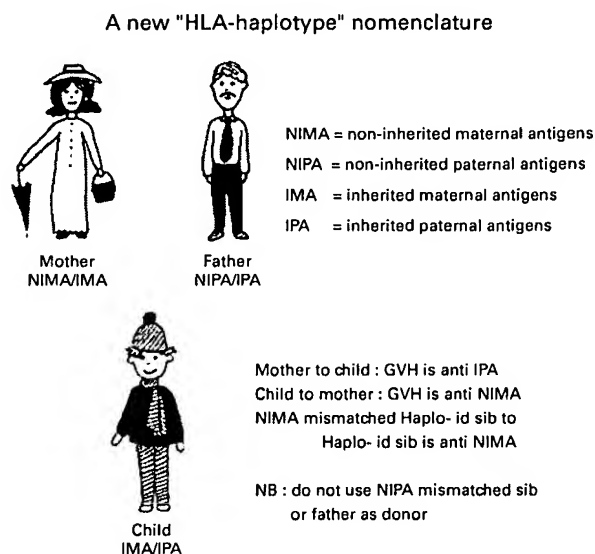 A new "HLA-haplotype" nomenclature
NIMA = non-inherited maternal antigens
NIPA = non-inherited paternal antigens
IMA = inherited maternal antigens
IPA = inherited paternal antigens
Mother
NIMA/IMA
Father
NIPA/IPA
Mother to child : GVH is anti IPA
Child to mother : GVH is anti NIMA
NIMA mismatched Haplo- id sib to
Haplo- id sib is anti NIMA
NB : do not use NIPA mismatched sib
or father as donor
Child
IMA/IPA